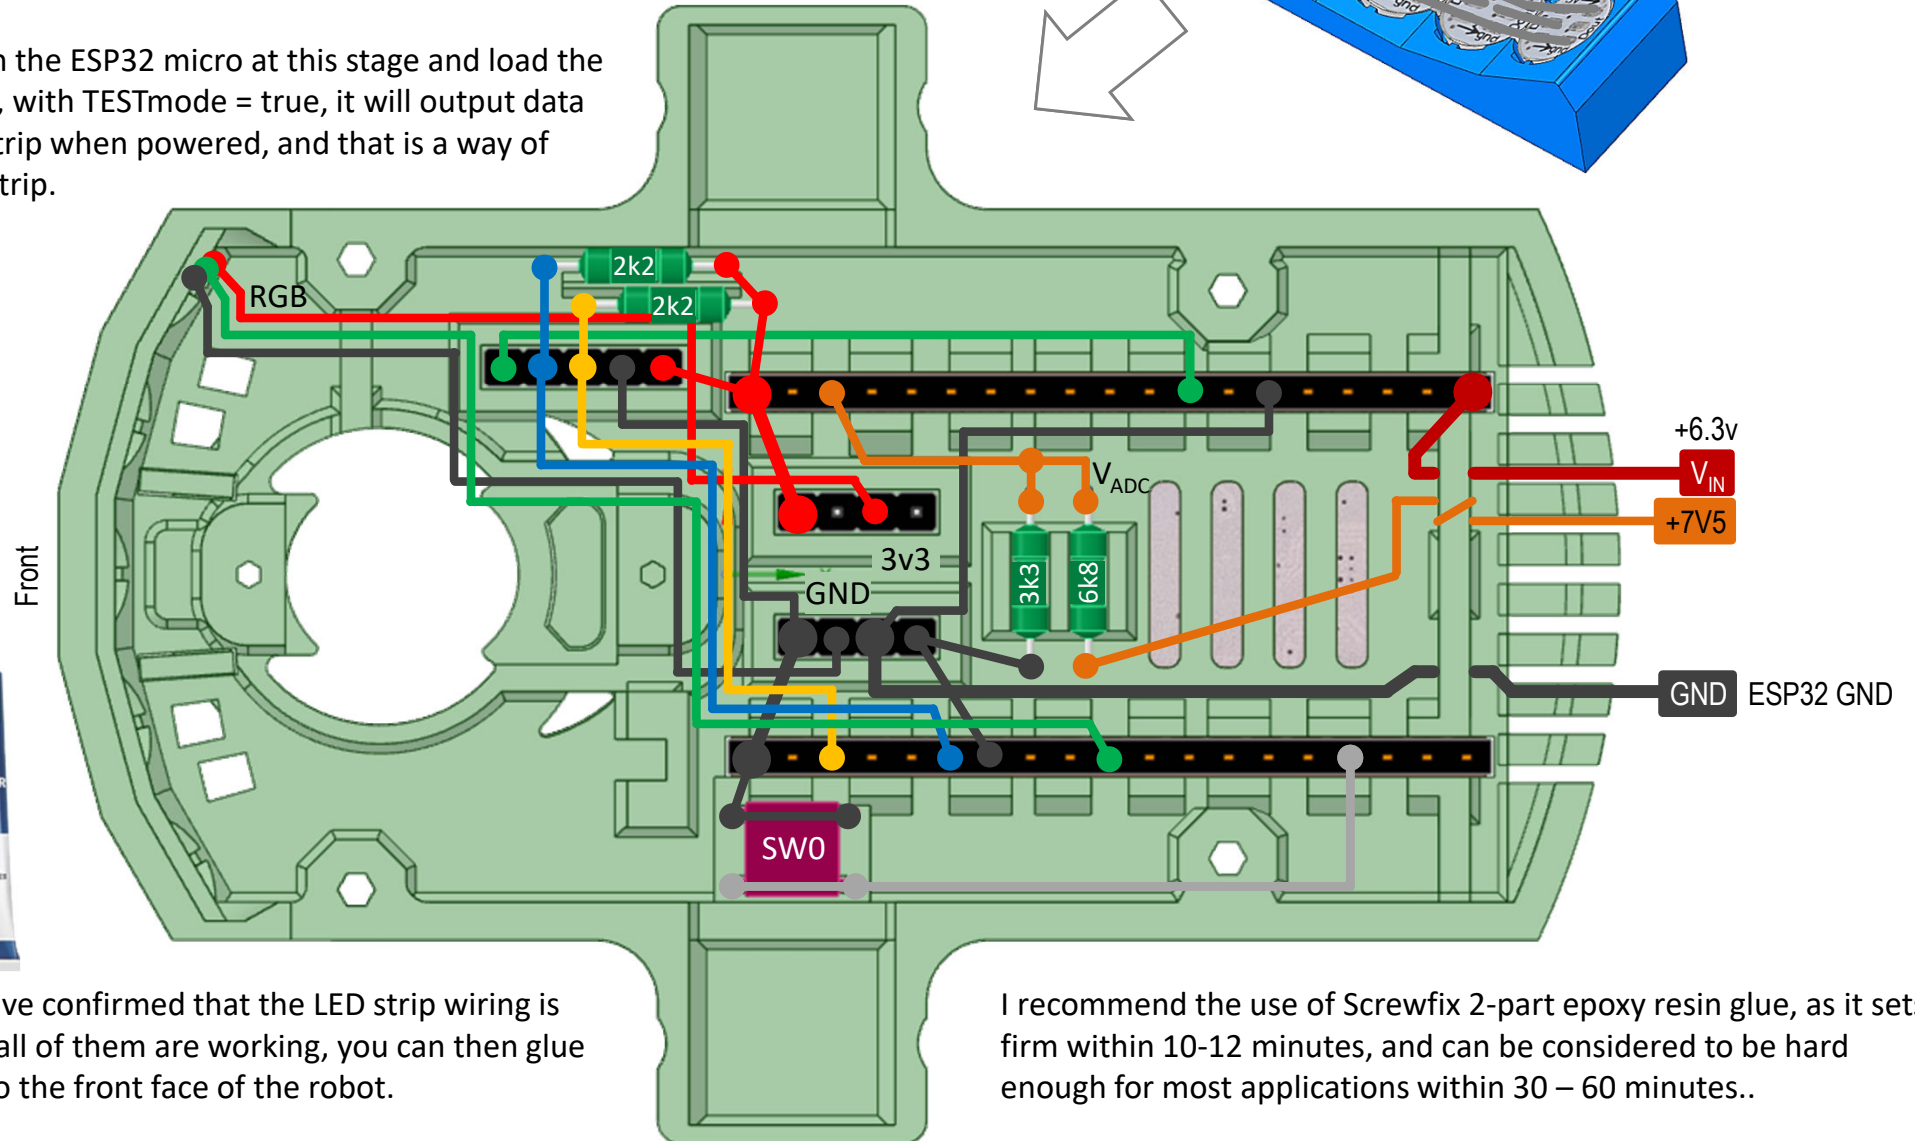 n the ESP32 micro at this stage and load the
, with TESTmode = true, it will output data
trip when powered, and that is a way of
trip.
gnd
gnd
gnd
RGB
2k2
2k2
V_ADC
+6.3v
V_IN
+7V5
3v3
GND
3k3
6k8
Front
GND ESP32 GND
SW0
ve confirmed that the LED strip wiring is
all of them are working, you can then glue
o the front face of the robot.
I recommend the use of Screwfix 2-part epoxy resin glue, as it sets
firm within 10-12 minutes, and can be considered to be hard
enough for most applications within 30 – 60 minutes..